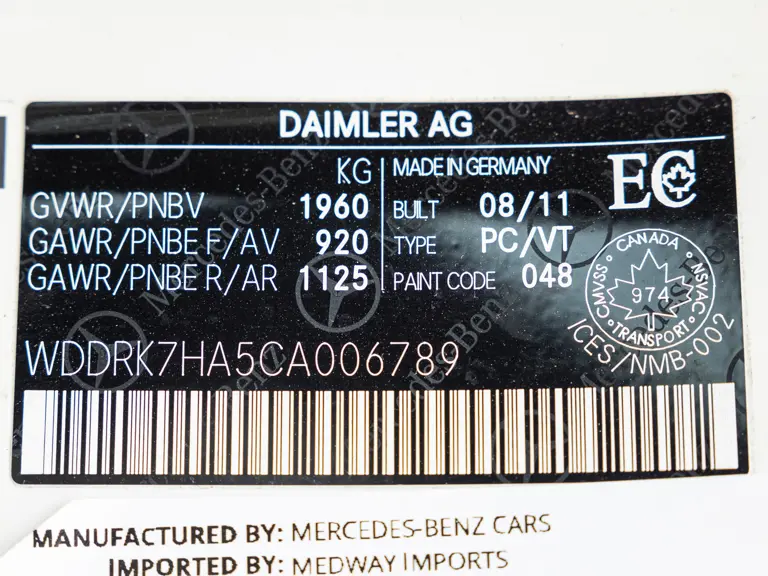 DAIMLER AG
KG
GVWR/PNBV 1960
GAWR/PNBE F/AV 920
GAWR/PNBE R/AR 1125
MADE IN GERMANY
BUILT 08/11
TYPE PC/VT
PAINT CODE 048
EC
CANADA
CMVSS NSVAC
974
TRANSPORT
ICES/NMB-002
WDDRK7HA5CA006789
MANUFACTURED BY: MERCEDES-BENZ CARS
IMPORTED BY: MEDWAY IMPORTS